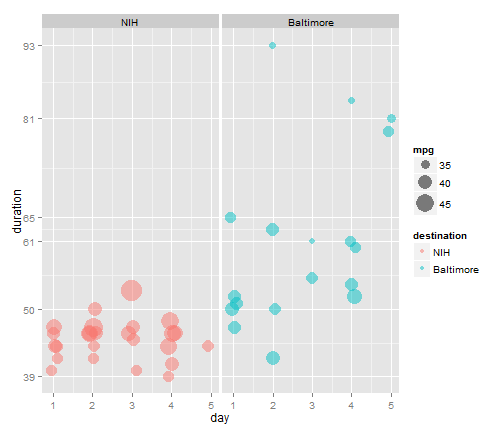 NIH Baltimore
93
81
65
61
50
39
duration
1 2 3 4 5 1 2 3 4 5
day
mpg
35
40
45
destination
NIH
Baltimore